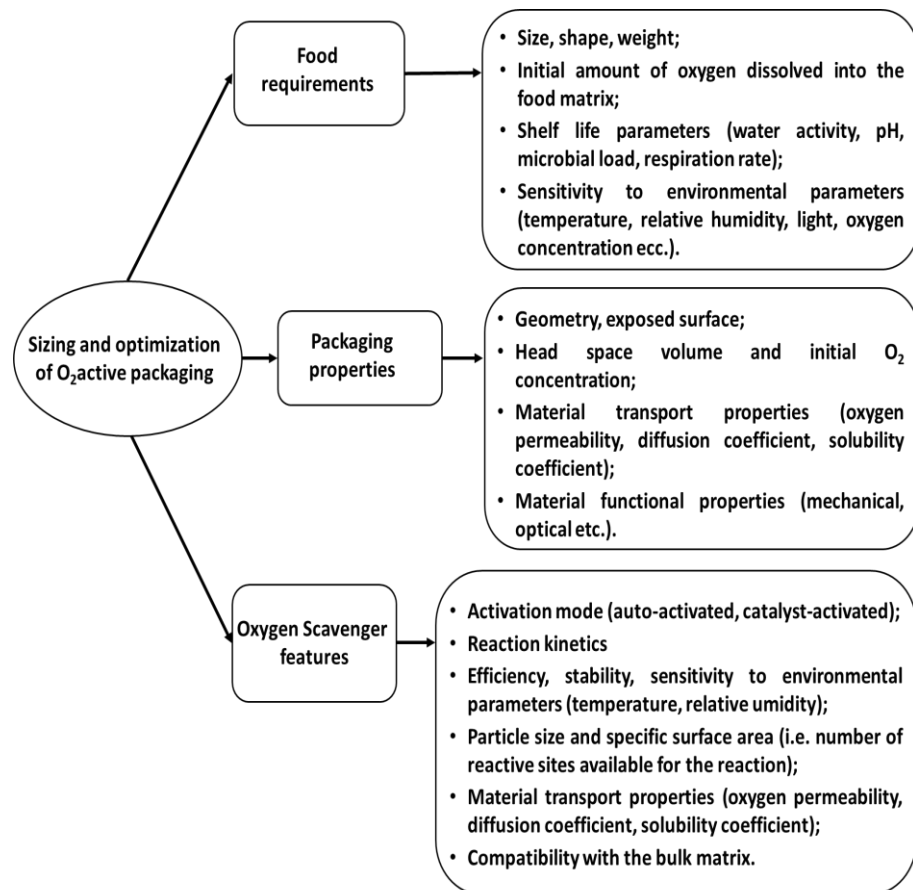 Food
requirements
• Size, shape, weight;
• Initial amount of oxygen dissolved into the
food matrix;
• Shelf life parameters (water activity, pH,
microbial load, respiration rate);
• Sensitivity to environmental parameters
(temperature, relative humidity, light, oxygen
concentration ecc.).
Sizing and optimization
of O₂active packaging
Packaging
properties
• Geometry, exposed surface;
• Head space volume and initial O₂
concentration;
• Material transport properties (oxygen
permeability, diffusion coefficient, solubility
coefficient);
• Material functional properties (mechanical,
optical etc.).
Oxygen Scavenger
features
• Activation mode (auto-activated, catalyst-activated);
• Reaction kinetics
• Efficiency, stability, sensitivity to environmental
parameters (temperature, relative umidity);
• Particle size and specific surface area (i.e. number of
reactive sites available for the reaction);
• Material transport properties (oxygen permeability,
diffusion coefficient, solubility coefficient);
• Compatibility with the bulk matrix.